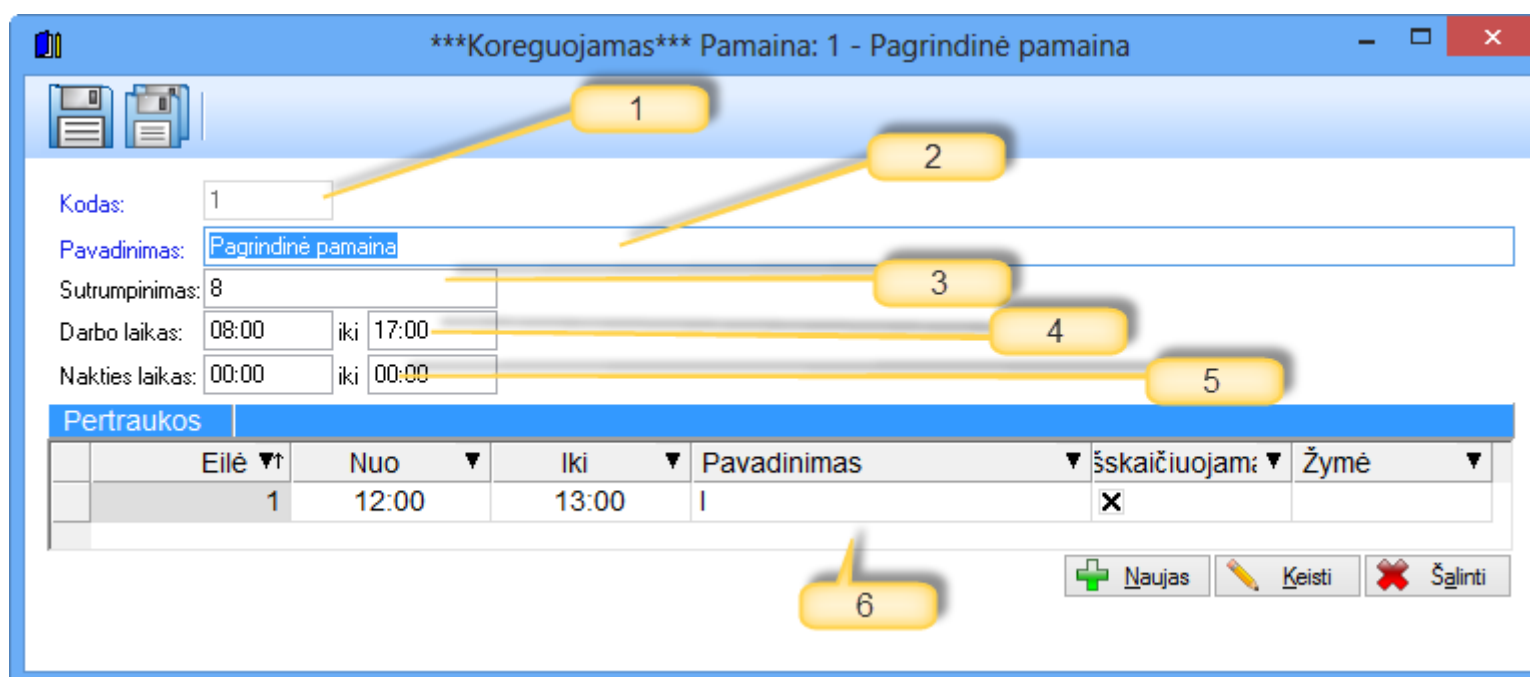 ***Koreguojamas*** Pamaina: 1 - Pagrindinė pamaina
1
2
Kodas: 1
Pavadinimas: Pagrindinė pamaina
Sutrumpinimas: 8
3
Darbo laikas: 08:00 iki 17:00
4
Nakties laikas: 00:00 iki 00:00
5
Pertraukos
Eilė Nuo Iki Pavadinimas šskaičiuojama Žymė
1 12:00 13:00 I
Naujas Keisti Šalinti
6